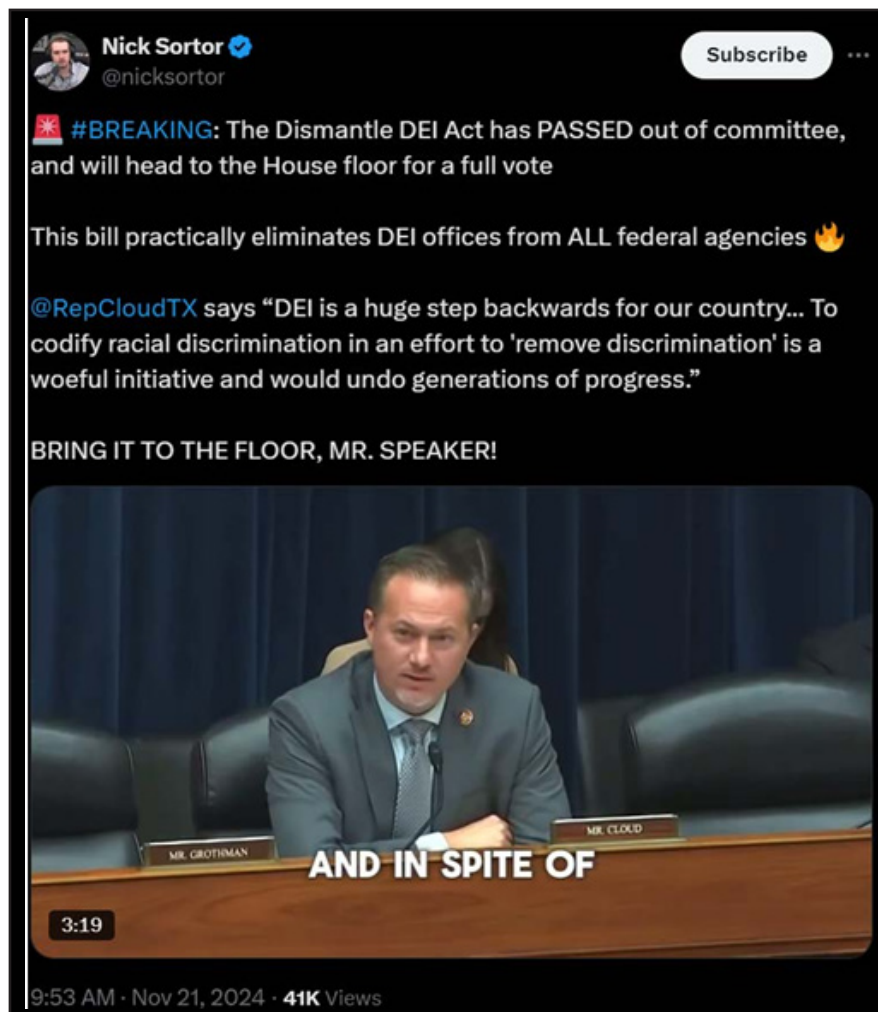 Nick Sortor
@nicksortor
Subscribe
#BREAKING: The Dismantle DEI Act has PASSED out of committee,
and will head to the House floor for a full vote
This bill practically eliminates DEI offices from ALL federal agencies 🔥
@RepCloudTX says “DEI is a huge step backwards for our country... To
codify racial discrimination in an effort to 'remove discrimination' is a
woeful initiative and would undo generations of progress.”
BRING IT TO THE FLOOR, MR. SPEAKER!
MR. GROTHMAN
MR. CLOUD
AND IN SPITE OF
3:19
9:53 AM · Nov 21, 2024 · 41K Views